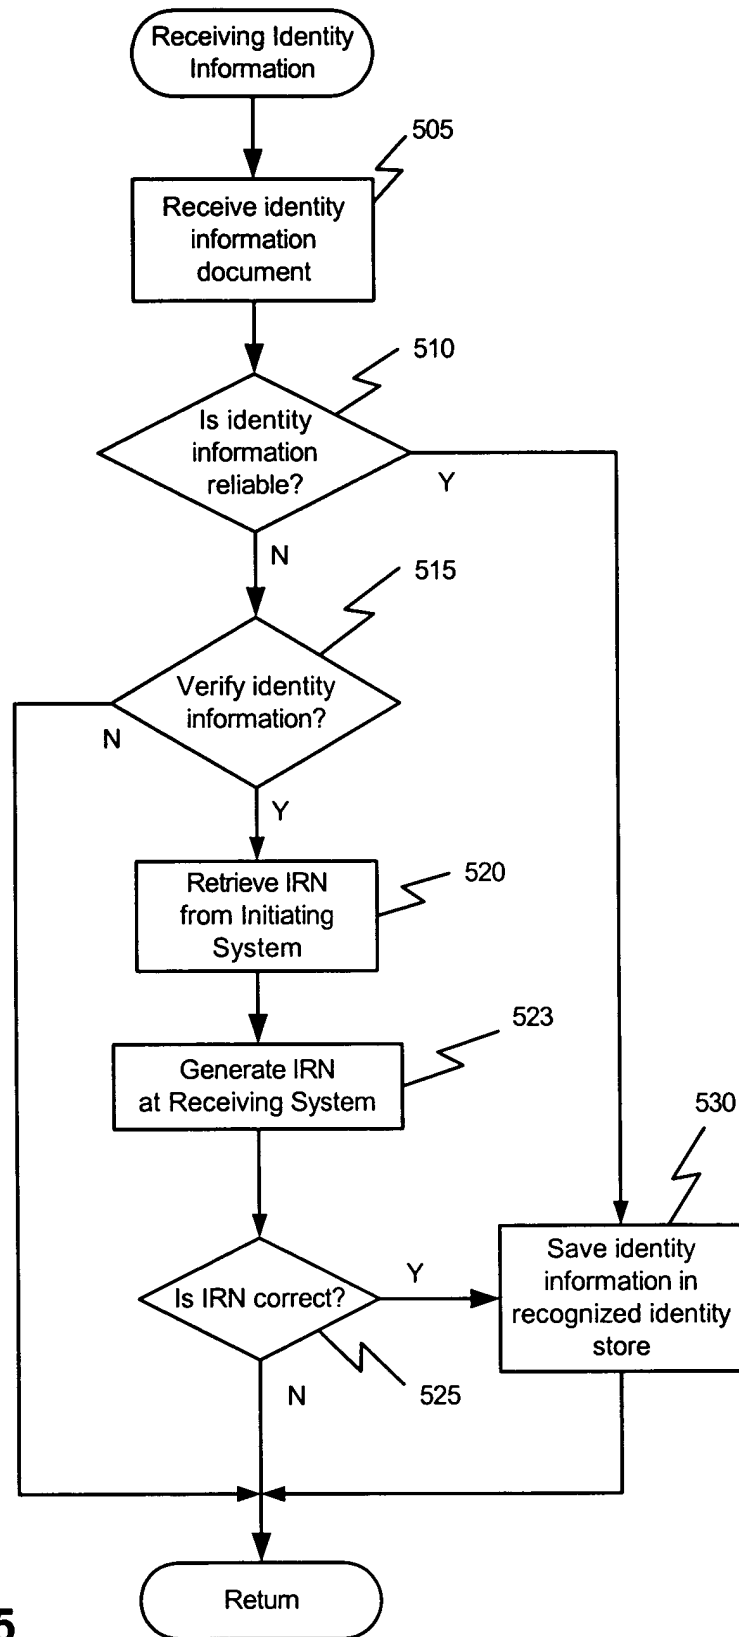 Receiving Identity
Information
505
Receive identity
information
document
510
Is identity
information
reliable?
Y
N
515
Verify identity
information?
N
Y
520
Retrieve IRN
from Initiating
System
523
Generate IRN
at Receiving System
530
Save identity
information in
recognized identity
store
Is IRN correct?
Y
N
525
Return
5